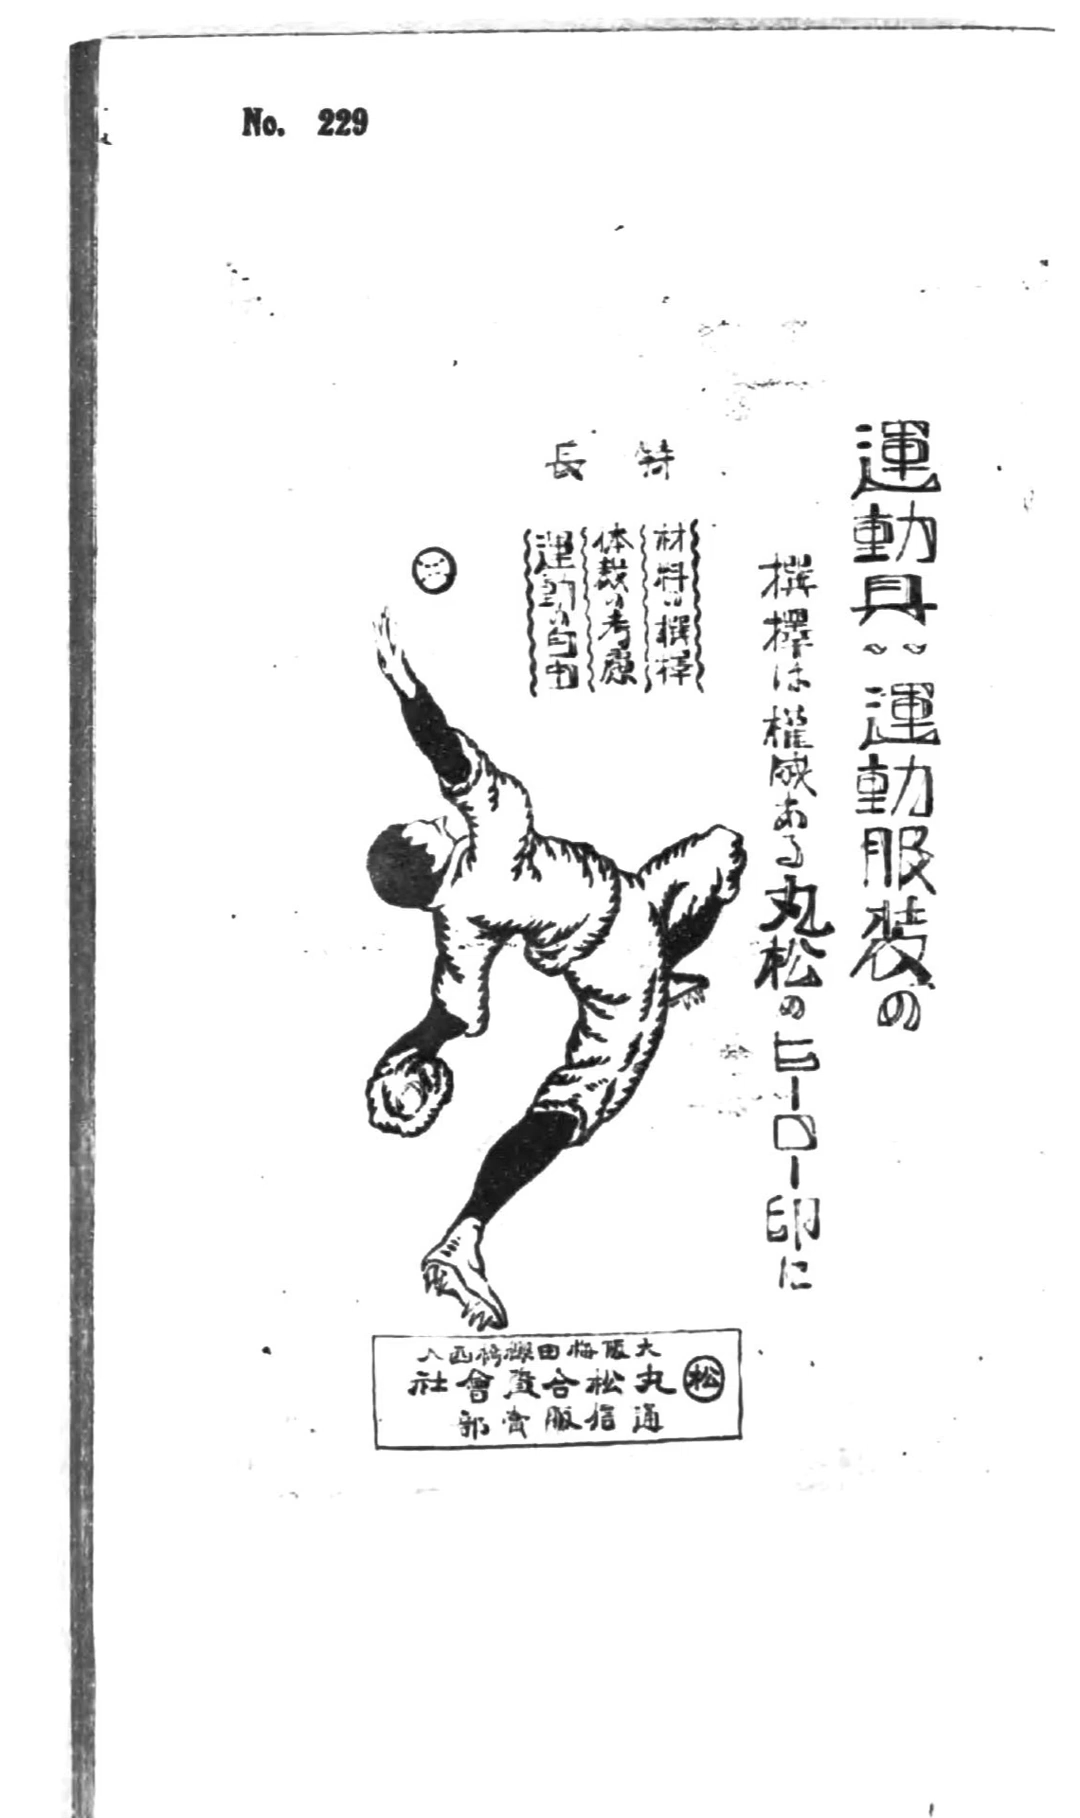 No. 229
運動具‥運動服装の
撰擇は權威ある丸松のヒーロー印に
特長
材料の撰擇
体裁の考慮
運動の自由
松
大阪梅田櫻橋西入
丸松合資會社
通信販賣部